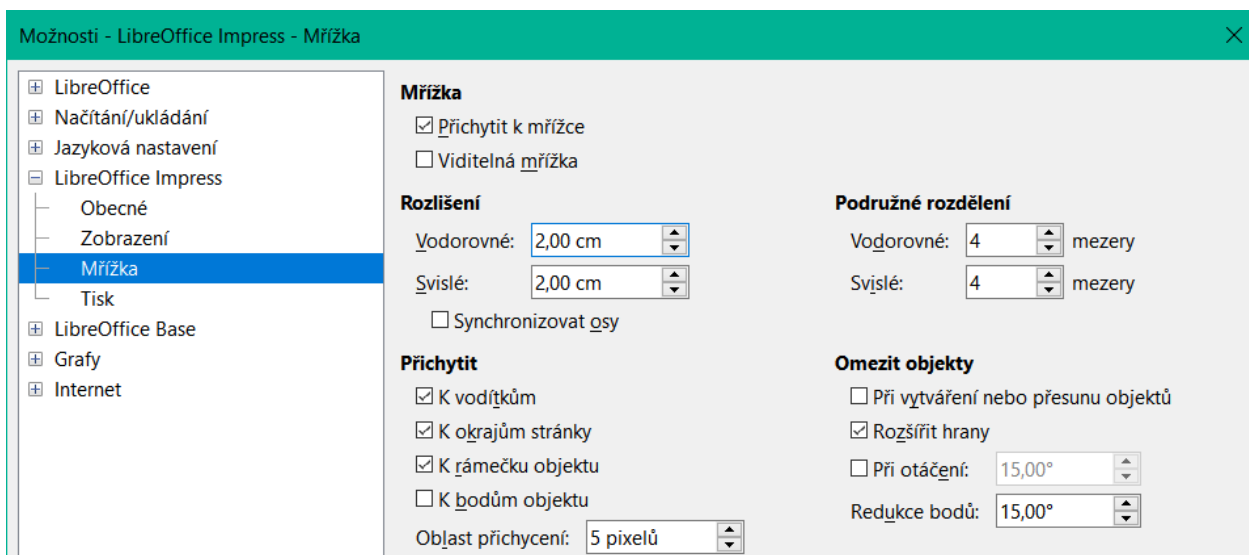 Možnosti - LibreOffice Impress - Mřížka
LibreOffice
Načítání/ukládání
Jazyková nastavení
LibreOffice Impress
Obecné
Zobrazení
Mřížka
Tisk
LibreOffice Base
Grafy
Internet
Mřížka
Přichytit k mřížce
Viditelná mřížka
Rozlišení
Vodorovné: 2,00 cm
Svislé: 2,00 cm
Synchronizovat osy
Podružné rozdělení
Vodorovné: 4 mezery
Svislé: 4 mezery
Přichytit
K vodítkům
K okrajům stránky
K rámečku objektu
K bodům objektu
Oblast přichycení: 5 pixelů
Omezit objekty
Při vytváření nebo přesunu objektů
Rozšířit hrany
Při otáčení: 15,00°
Redukce bodů: 15,00°